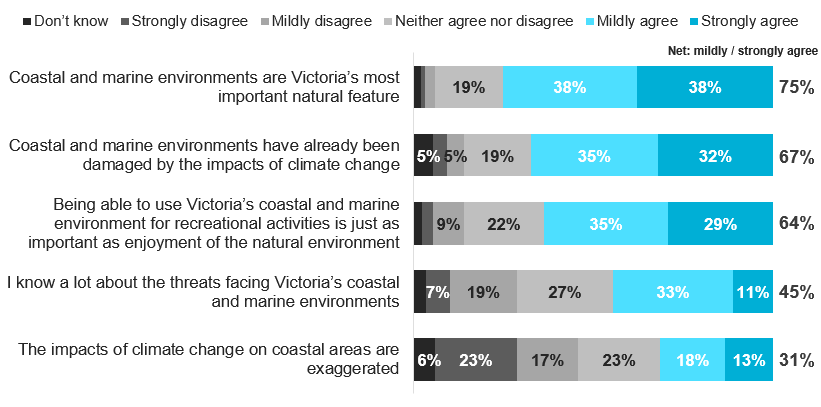 Don't know Strongly disagree Mildly disagree Neither agree nor disagree Mildly agree Strongly agree
Net: mildly / strongly agree
Coastal and marine environments are Victoria's most
important natural feature
19% 38% 38% 75%
Coastal and marine environments have already been
damaged by the impacts of climate change
5% 5% 19% 35% 32% 67%
Being able to use Victoria's coastal and marine
environment for recreational activities is just as
important as enjoyment of the natural environment
9% 22% 35% 29% 64%
I know a lot about the threats facing Victoria's coastal
and marine environments
7% 19% 27% 33% 11% 45%
The impacts of climate change on coastal areas are
exaggerated
6% 23% 17% 23% 18% 13% 31%